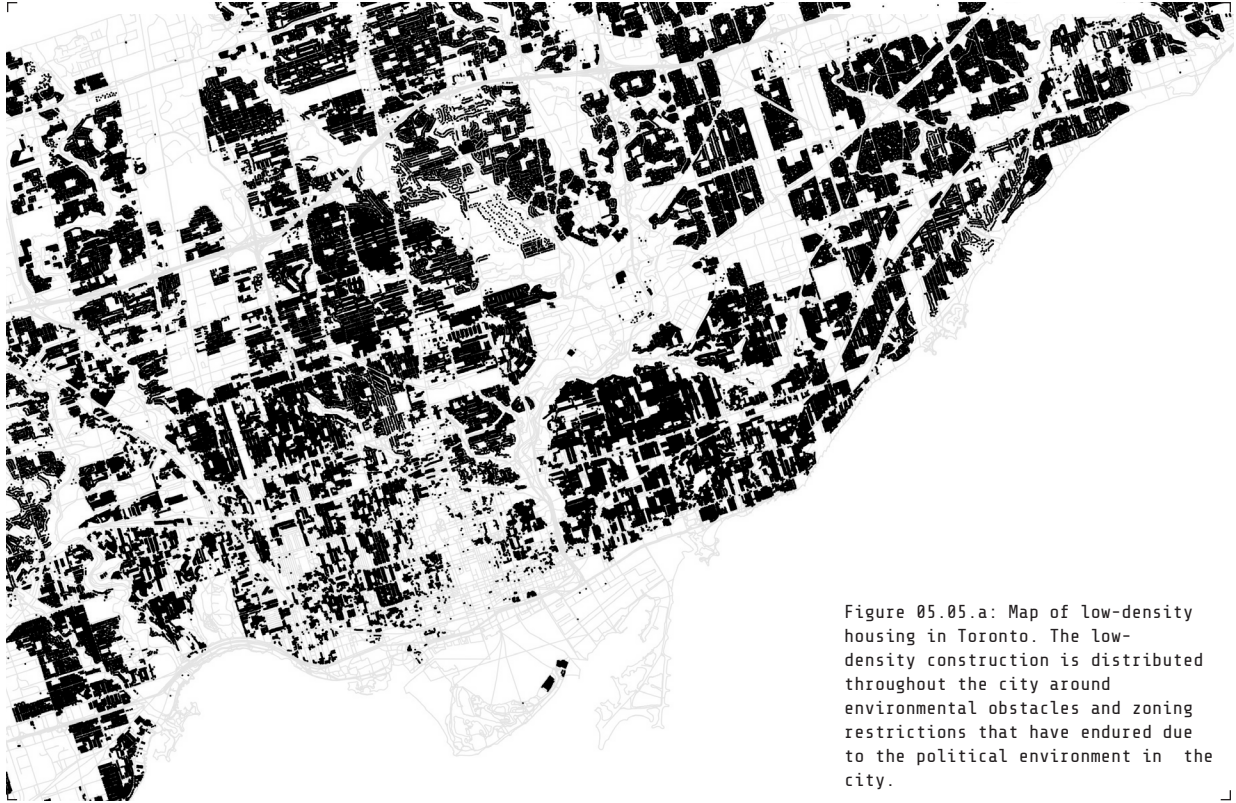 Figure 05.05.a: Map of low-density
housing in Toronto. The low-
density construction is distributed
throughout the city around
environmental obstacles and zoning
restrictions that have endured due
to the political environment in  the
city.